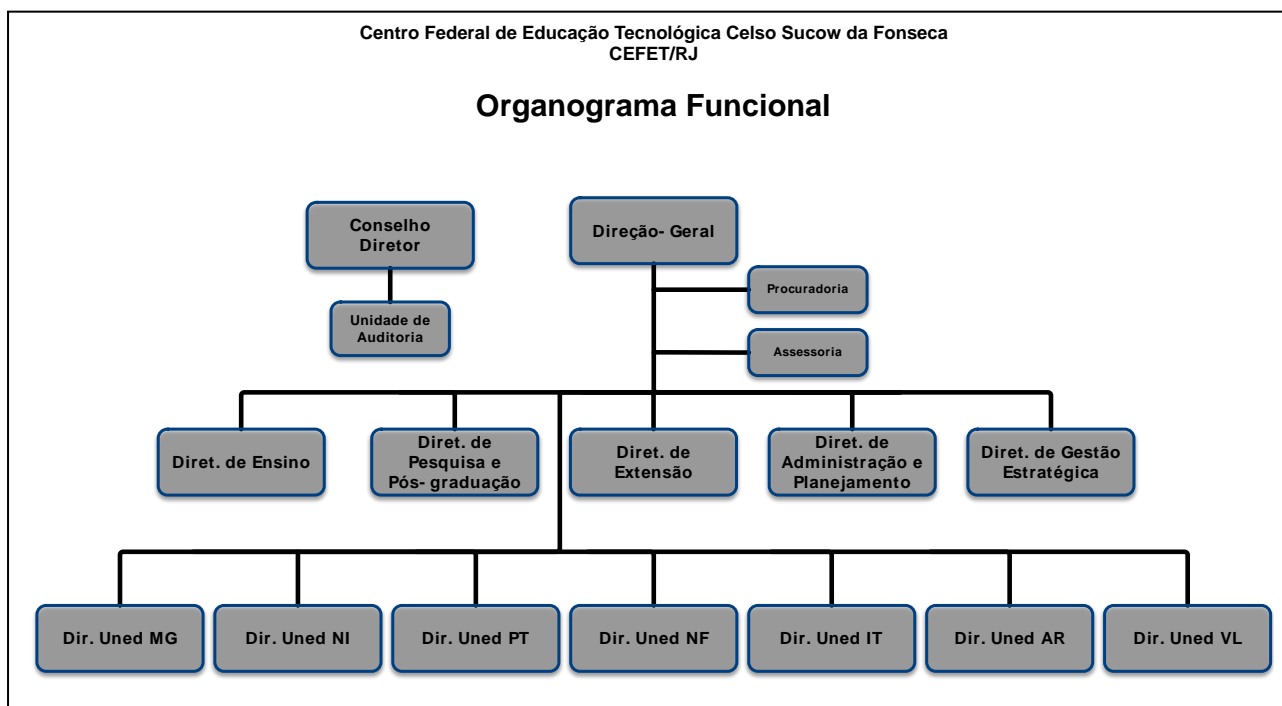 Centro Federal de Educação Tecnológica Celso Sucow da Fonseca
CEFET/RJ
Organograma Funcional
Conselho
Diretor
Direção- Geral
Unidade de
Auditoria
Procuradoria
Assessoria
Diret. de Ensino
Diret. de
Pesquisa e
Pós- graduação
Diret. de
Extensão
Diret. de
Administração e
Planejamento
Diret. de Gestão
Estratégica
Dir. Uned MG
Dir. Uned NI
Dir. Uned PT
Dir. Uned NF
Dir. Uned IT
Dir. Uned AR
Dir. Uned VL